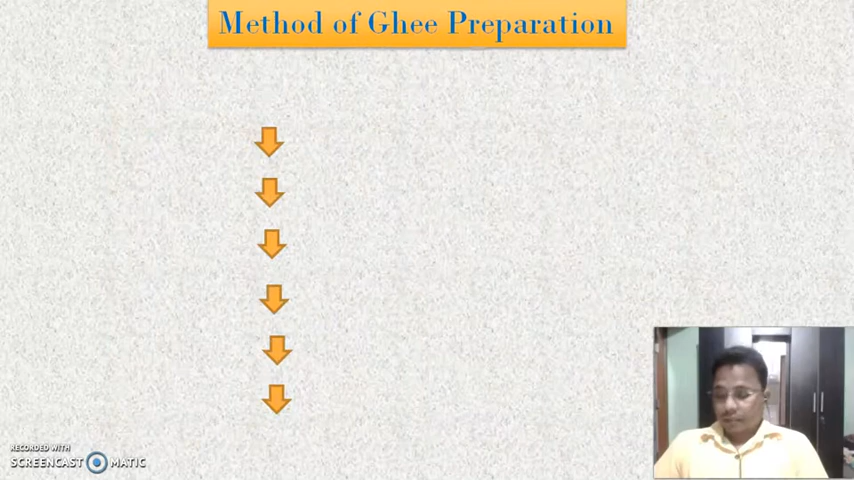 Method of Ghee Preparation
RECORDED WITH
SCREENCAST MATIC